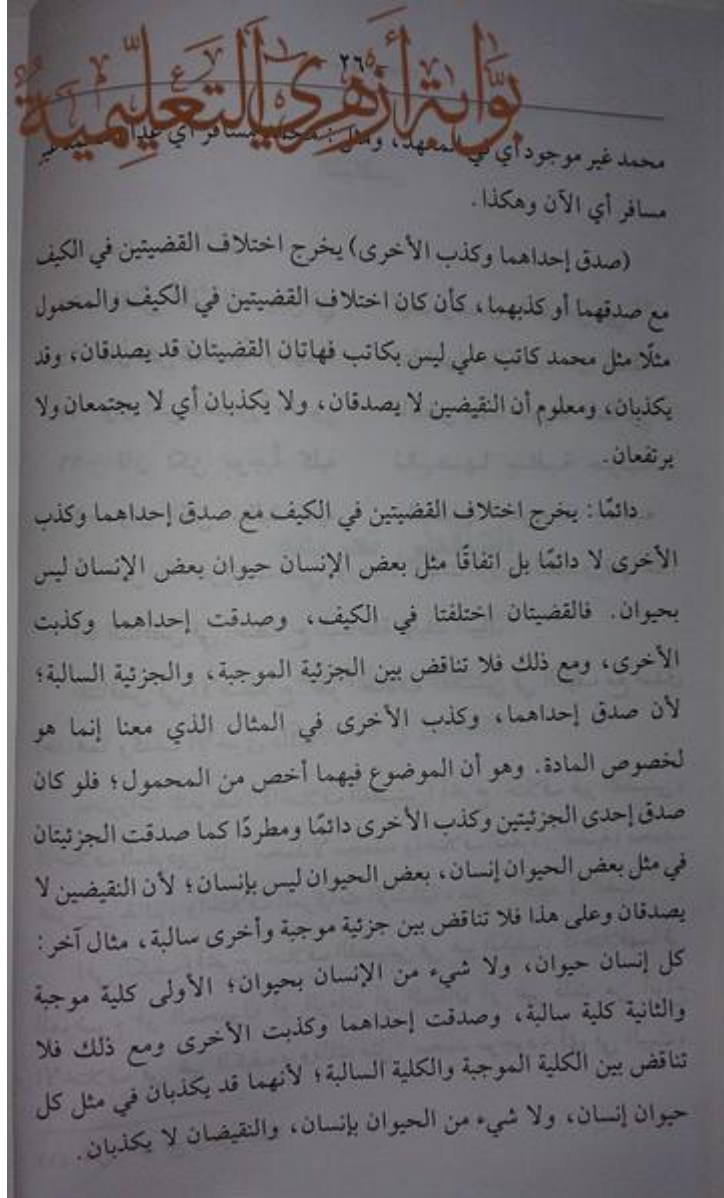 ٢٦٥
بوابة أزهري التعليمية
محمد غير موجود أي في المعهد، ومثل: محمد مسافر أي غدًا، محمد غير
مسافر أي الآن وهكذا.
(صدق إحداهما وكذب الأخرى) يخرج اختلاف القضيتين في الكيف
مع صدقهما أو كذبهما، كأن كان اختلاف القضيتين في الكيف والمحمول
مثلًا مثل محمد كاتب علي ليس بكاتب فهاتان القضيتان قد يصدقان، وقد
يكذبان، ومعلوم أن النقيضين لا يصدقان، ولا يكذبان أي لا يجتمعان ولا
يرتفعان.
دائمًا: يخرج اختلاف القضيتين في الكيف مع صدق إحداهما وكذب
الأخرى لا دائمًا بل اتفاقًا مثل بعض الإنسان حيوان بعض الإنسان ليس
بحيوان. فالقضيتان اختلفتا في الكيف، وصدقت إحداهما وكذبت
الأخرى، ومع ذلك فلا تناقض بين الجزئية الموجبة، والجزئية السالبة؛
لأن صدق إحداهما، وكذب الأخرى في المثال الذي معنا إنما هو
لخصوص المادة. وهو أن الموضوع فيهما أخص من المحمول؛ فلو كان
صدق إحدى الجزئيتين وكذب الأخرى دائمًا ومطردًا كما صدقت الجزئيتان
في مثل بعض الحيوان إنسان، بعض الحيوان ليس بإنسان؛ لأن النقيضين لا
يصدقان وعلى هذا فلا تناقض بين جزئية موجبة وأخرى سالبة، مثال آخر:
كل إنسان حيوان، ولا شيء من الإنسان بحيوان؛ الأولى كلية موجبة
والثانية كلية سالبة، وصدقت إحداهما وكذبت الأخرى ومع ذلك فلا
تناقض بين الكلية الموجبة والكلية السالبة؛ لأنهما قد يكذبان في مثل كل
حيوان إنسان، ولا شيء من الحيوان بإنسان، والنقيضان لا يكذبان.